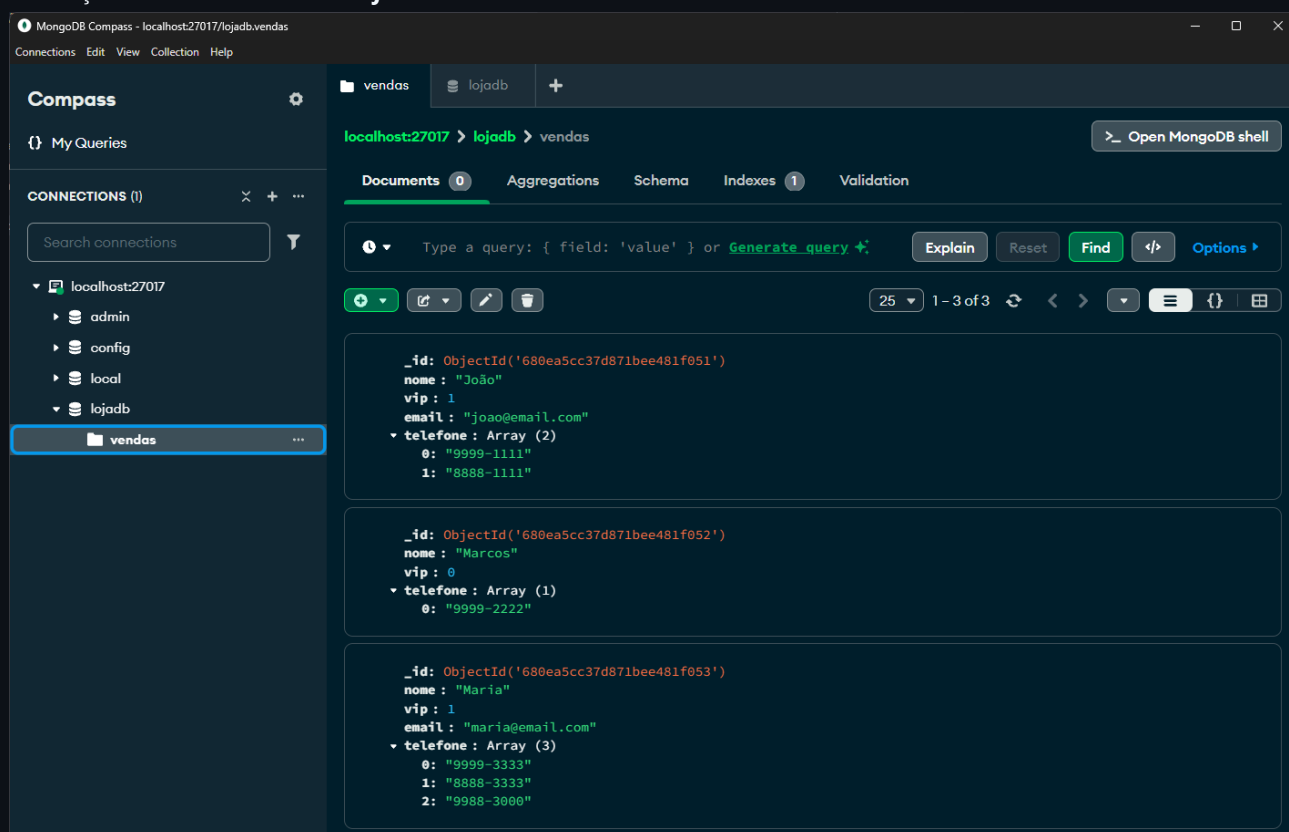 MongoDB Compass - localhost:27017/lojadb.vendas
Connections Edit View Collection Help
Compass
{} My Queries
CONNECTIONS (1)
Search connections
localhost:27017
admin
config
local
lojadb
vendas
vendas lojadb
localhost:27017 > lojadb > vendas
>_ Open MongoDB shell
Documents 0 Aggregations Schema Indexes 1 Validation
Type a query: { field: 'value' } or Generate query
Explain Reset Find </> Options
25 1 – 3 of 3 {}
_id: ObjectId('680ea5cc37d871bee481f051')
nome : "João"
vip : 1
email : "joao@email.com"
telefone : Array (2)
0: "9999-1111"
1: "8888-1111"
_id: ObjectId('680ea5cc37d871bee481f052')
nome : "Marcos"
vip : 0
telefone : Array (1)
0: "9999-2222"
_id: ObjectId('680ea5cc37d871bee481f053')
nome : "Maria"
vip : 1
email : "maria@email.com"
telefone : Array (3)
0: "9999-3333"
1: "8888-3333"
2: "9988-3000"